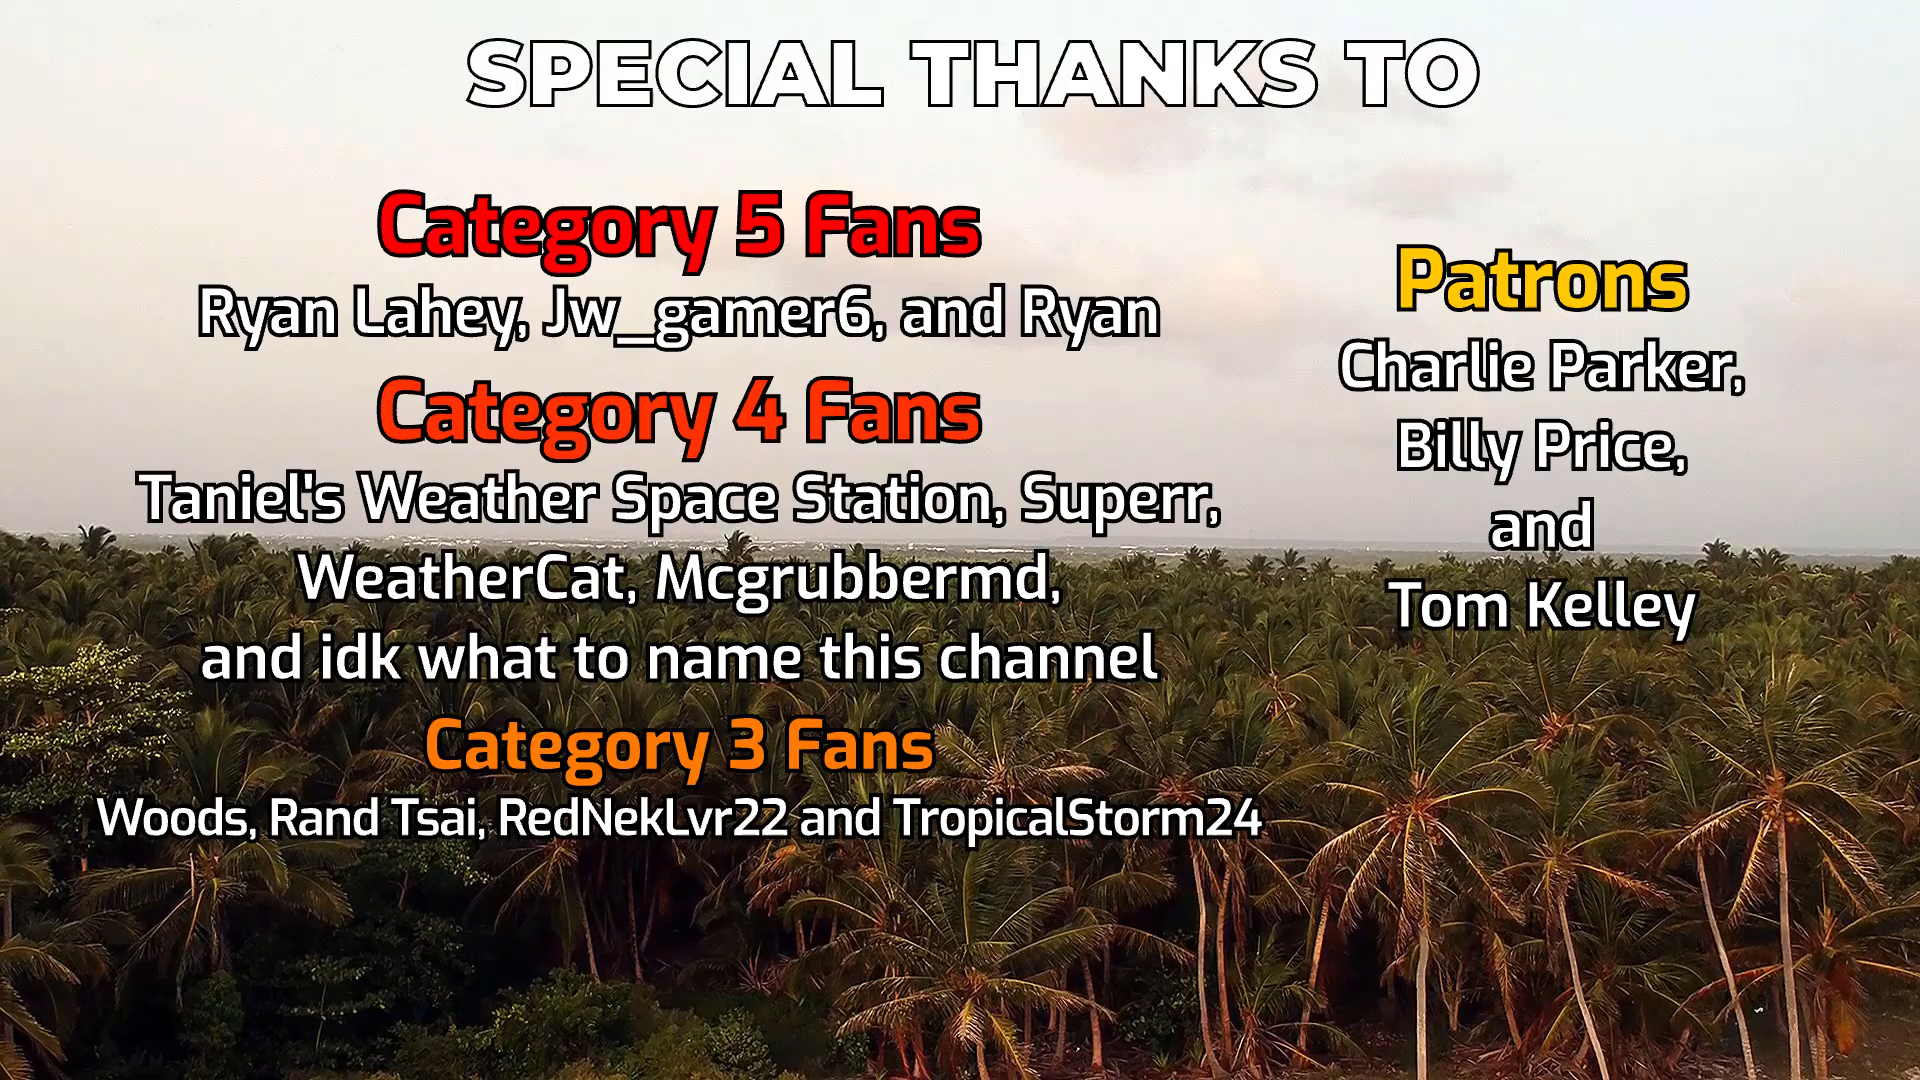 SPECIAL THANKS TO
Category 5 Fans
Ryan Lahey, Jw_gamer6, and Ryan
Category 4 Fans
Taniel's Weather Space Station, Superr,
WeatherCat, Mcgrubbermd,
and idk what to name this channel
Category 3 Fans
Woods, Rand Tsai, RedNekLvr22 and TropicalStorm24
Patrons
Charlie Parker,
Billy Price,
and
Tom Kelley